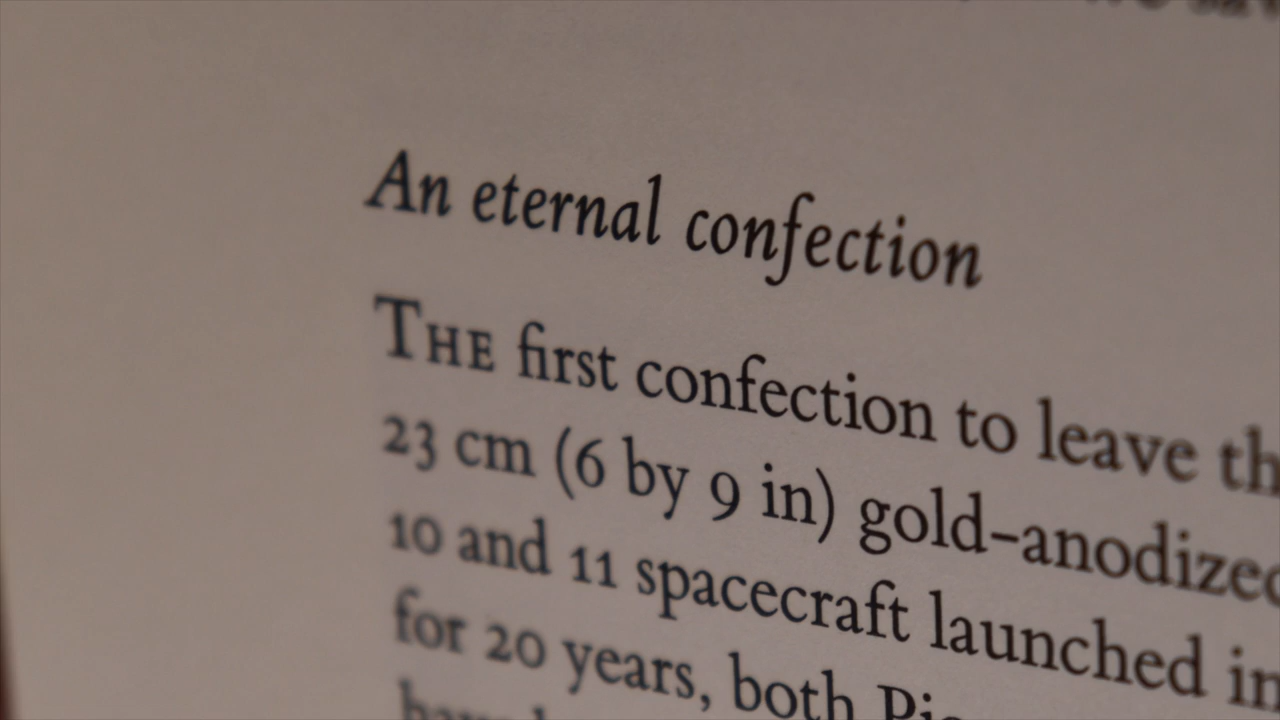 An eternal confection
THE first confection to leave
23 cm (6 by 9 in) gold-anodized
10 and 11 spacecraft launched in
for 20 years, both